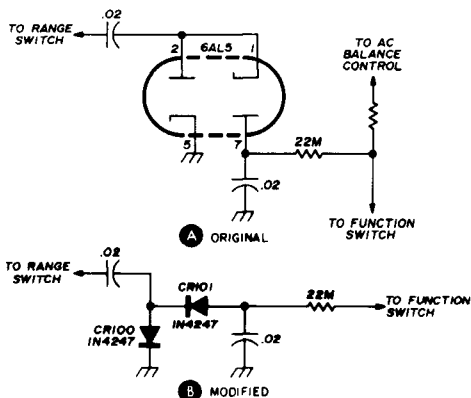 .02
TO RANGE
SWITCH
2
6AL5
1
TO AC
BALANCE
CONTROL
5
7
22M
.02
TO FUNCTION
SWITCH
A ORIGINAL
.02
TO RANGE
SWITCH
CR101
1N4247
22M
TO FUNCTION
SWITCH
CR100
1N4247
.02
B MODIFIED